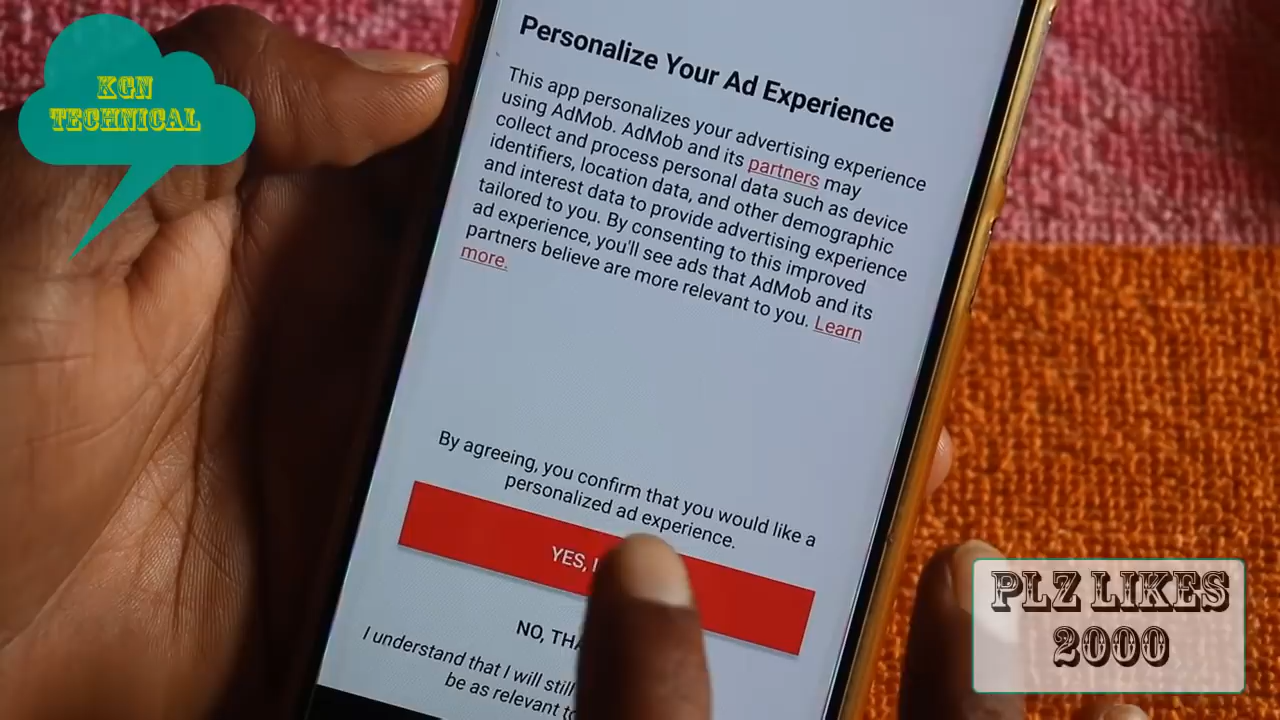 KGN
TECHNICAL
Personalize Your Ad Experience
This app personalizes your advertising experience
using AdMob. AdMob and its partners may
collect and process personal data such as device
identifiers, location data, and other demographic
and interest data to provide advertising experience
tailored to you. By consenting to this improved
ad experience, you'll see ads that AdMob and its
partners believe are more relevant to you. Learn
more.
By agreeing, you confirm that you would like a
personalized ad experience.
YES, I
NO,
I understand that I will still
be as relevant
PLZ LIKES
2000